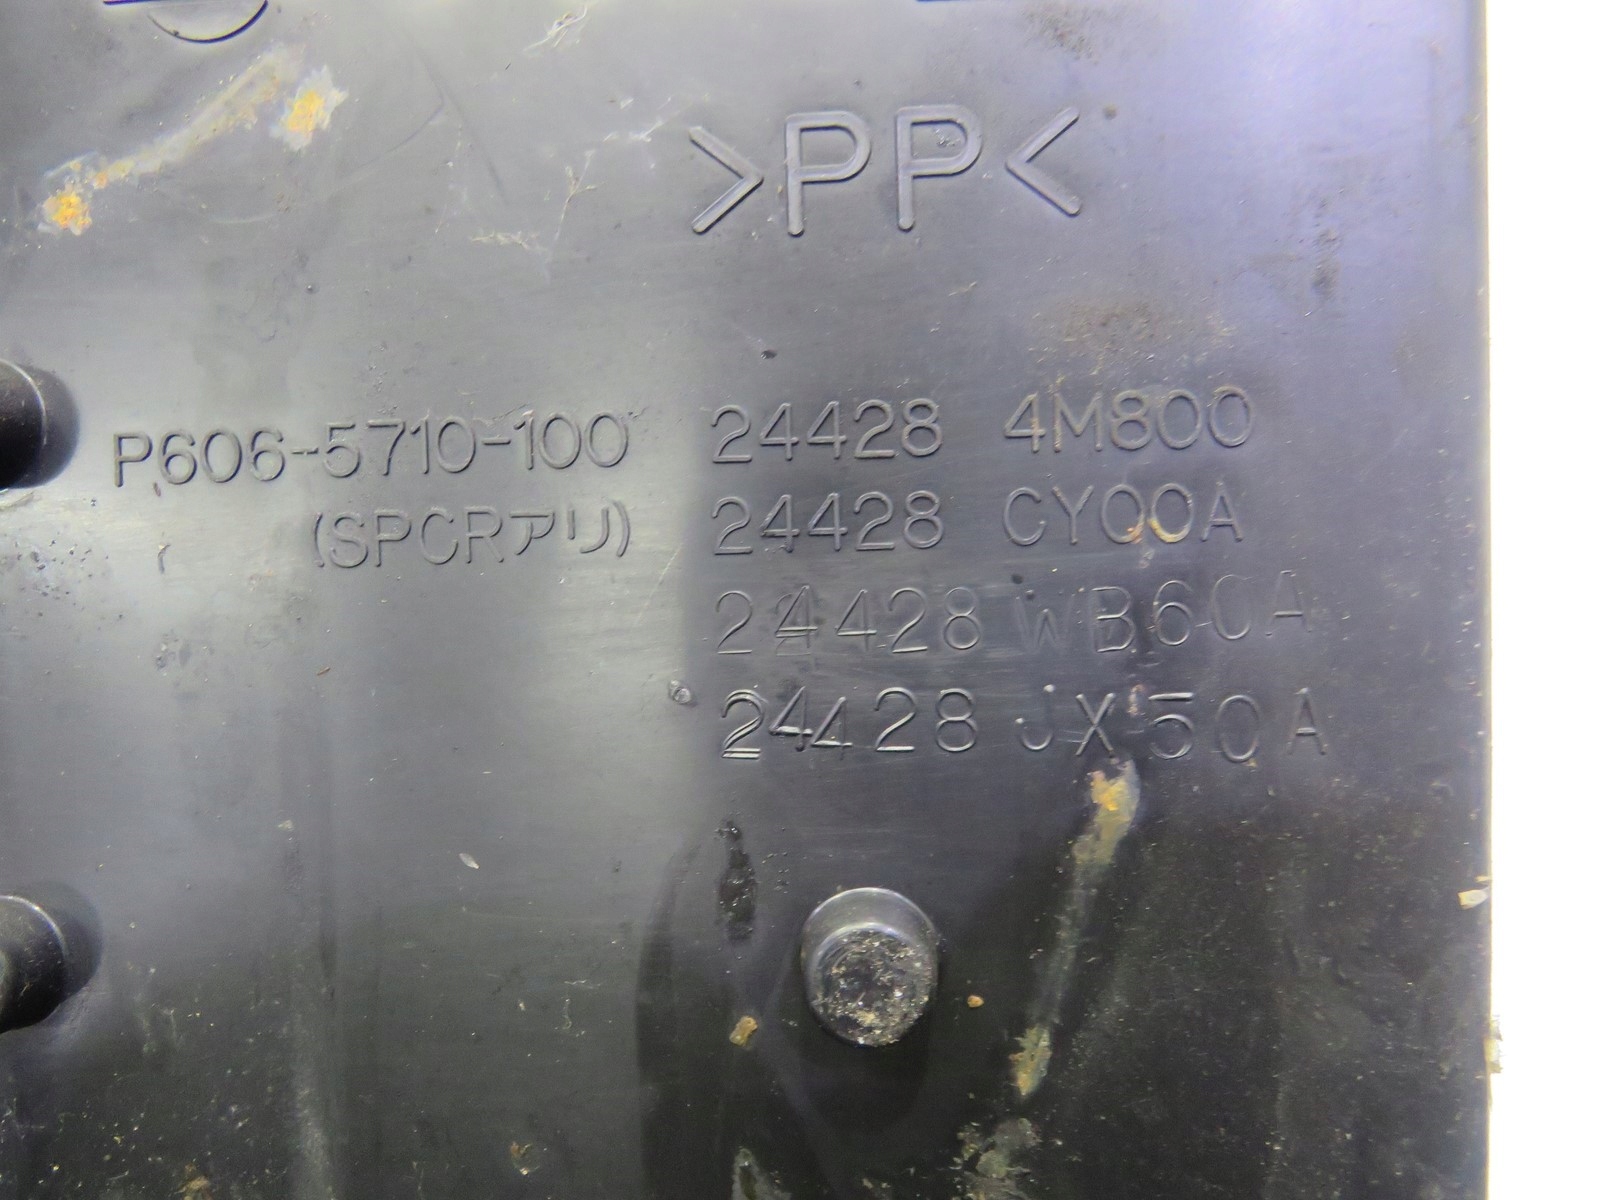 >PP<
P606-5710-100 24428 4M800
(SPCRアリ) 24428 CY00A
24428 WB60A
24428 JX50A